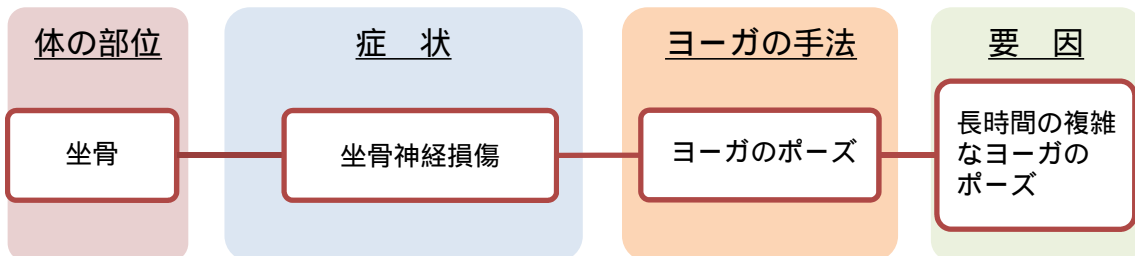 体の部位
症　状
ヨーガの手法
要　因
坐骨
坐骨神経損傷
ヨーガのポーズ
長時間の複雑
なヨーガの
ポーズ